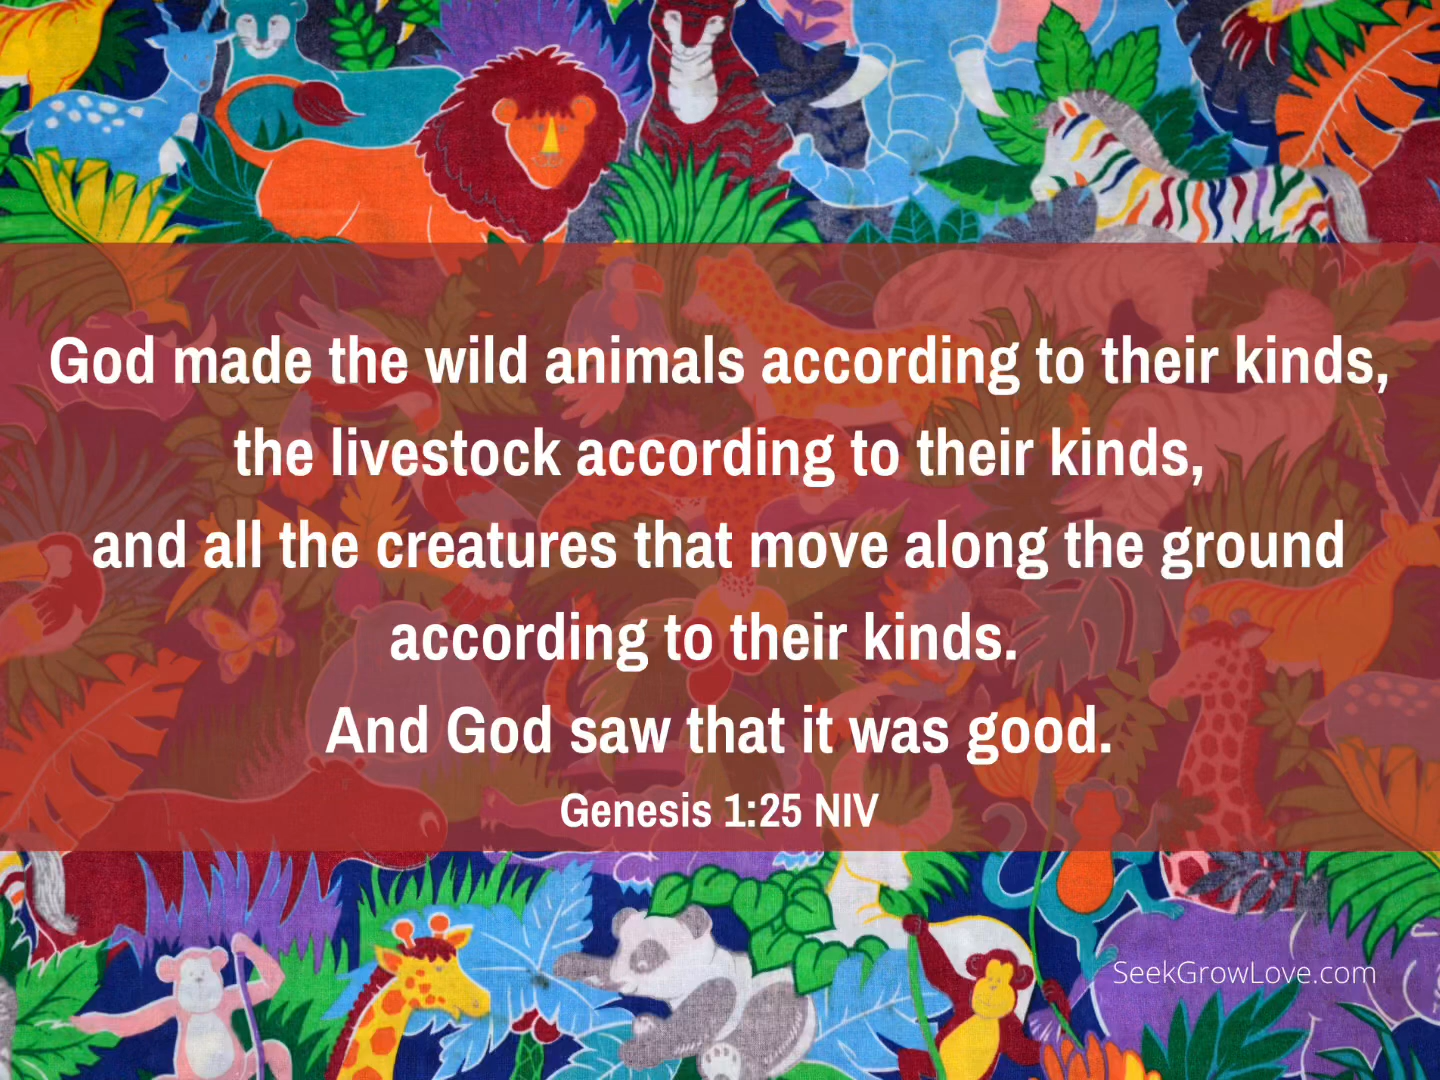 God made the wild animals according to their kinds,
the livestock according to their kinds,
and all the creatures that move along the ground
according to their kinds.
And God saw that it was good.
Genesis 1:25 NIV
SeekGrowLove.com